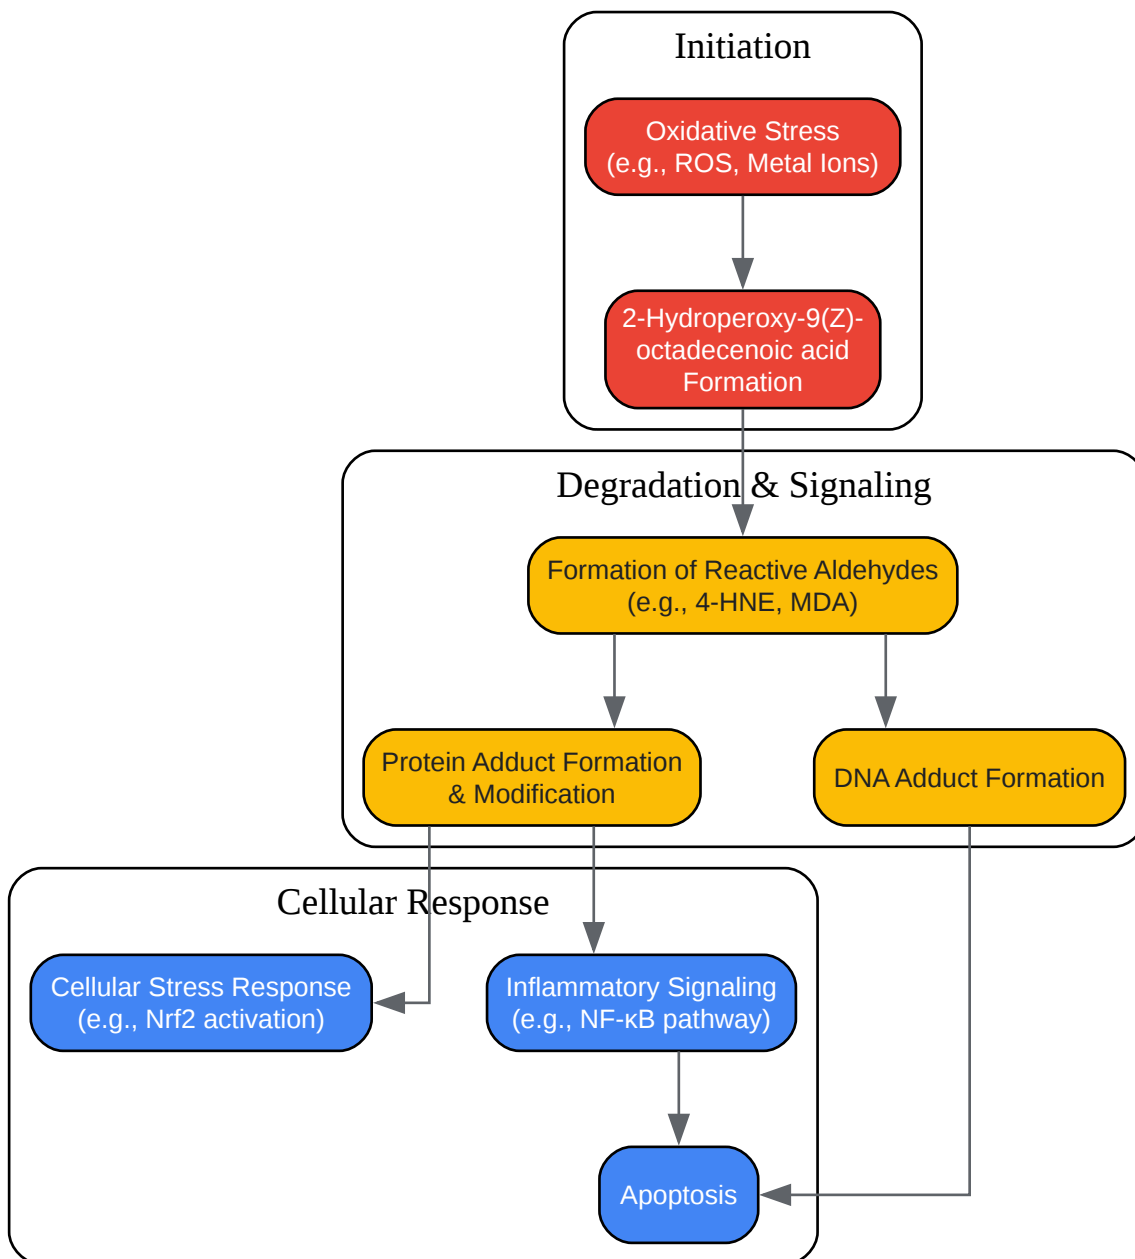 Initiation
Oxidative Stress
(e.g., ROS, Metal Ions)
2-Hydroperoxy-9(Z)-
octadecenoic acid
Formation
Degradation & Signaling
Formation of Reactive Aldehydes
(e.g., 4-HNE, MDA)
Protein Adduct Formation
& Modification
DNA Adduct Formation
Cellular Response
Cellular Stress Response
(e.g., Nrf2 activation)
Inflammatory Signaling
(e.g., NF-κB pathway)
Apoptosis